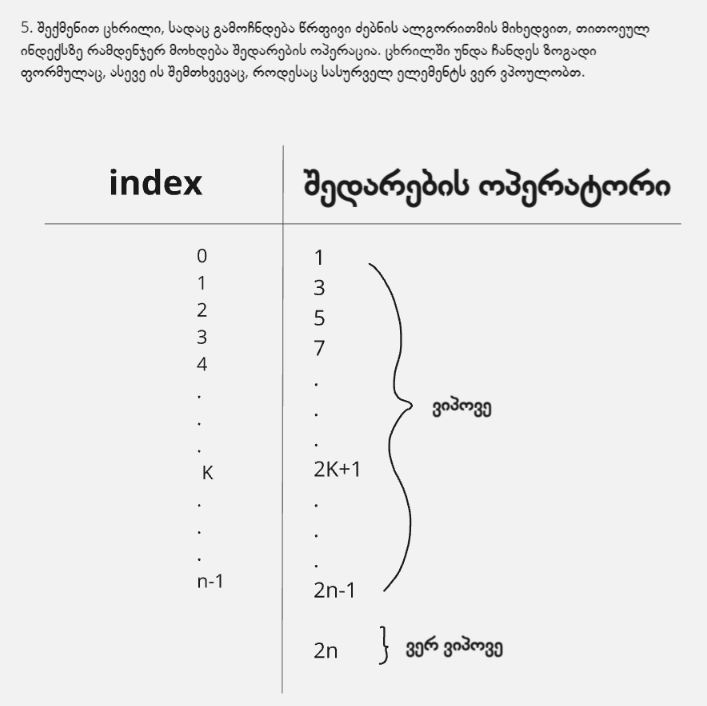 5. შექმენით ცხრილი, სადაც გამოჩნდება წრფივი ძებნის ალგორითმის მიხედვით, თითოეულ
ინდექსზე რამდენჯერ მოხდება შედარების ოპერაცია. ცხრილში უნდა ჩანდეს ზოგადი
ფორმულაც, ასევე ის შემთხვევაც, როდესაც სასურველ ელემენტს ვერ ვპოულობთ.
index შედარების ოპერატორი
0 1
1 3
2 5
3 7
4 .
. .
. .
. 2K+1
K .
. .
. .
. 2n-1
n-1
ვიპოვე
2n } ვერ ვიპოვე